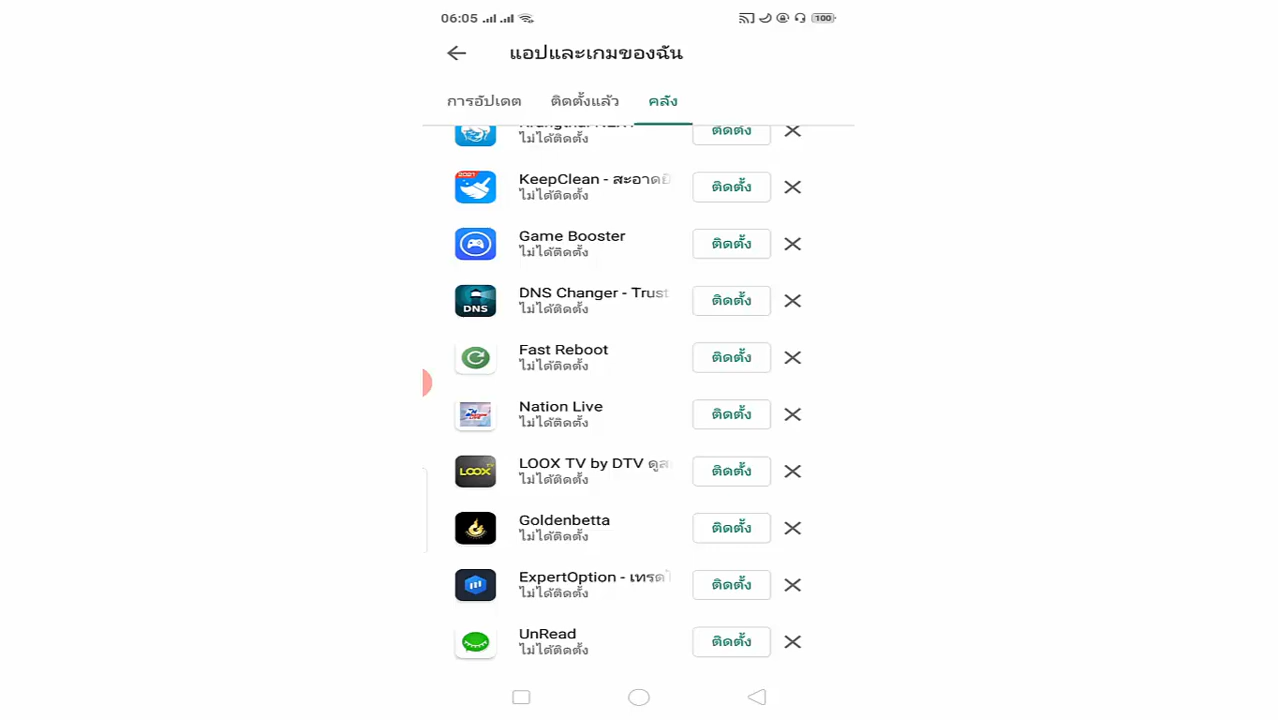 06:05
100
แอปและเกมของฉัน
การอัปเดต ติดตั้งแล้ว คลัง
ไม่ได้ติดตั้ง
ติดตั้ง
2021
KeepClean - สะอาด
ไม่ได้ติดตั้ง
ติดตั้ง
Game Booster
ไม่ได้ติดตั้ง
ติดตั้ง
DNS
DNS Changer - Trust
ไม่ได้ติดตั้ง
ติดตั้ง
Fast Reboot
ไม่ได้ติดตั้ง
ติดตั้ง
Nation Live
ไม่ได้ติดตั้ง
ติดตั้ง
LOOX
LOOX TV by DTV
ไม่ได้ติดตั้ง
ติดตั้ง
Goldenbetta
ไม่ได้ติดตั้ง
ติดตั้ง
ExpertOption - เทรด
ไม่ได้ติดตั้ง
ติดตั้ง
UnRead
ไม่ได้ติดตั้ง
ติดตั้ง